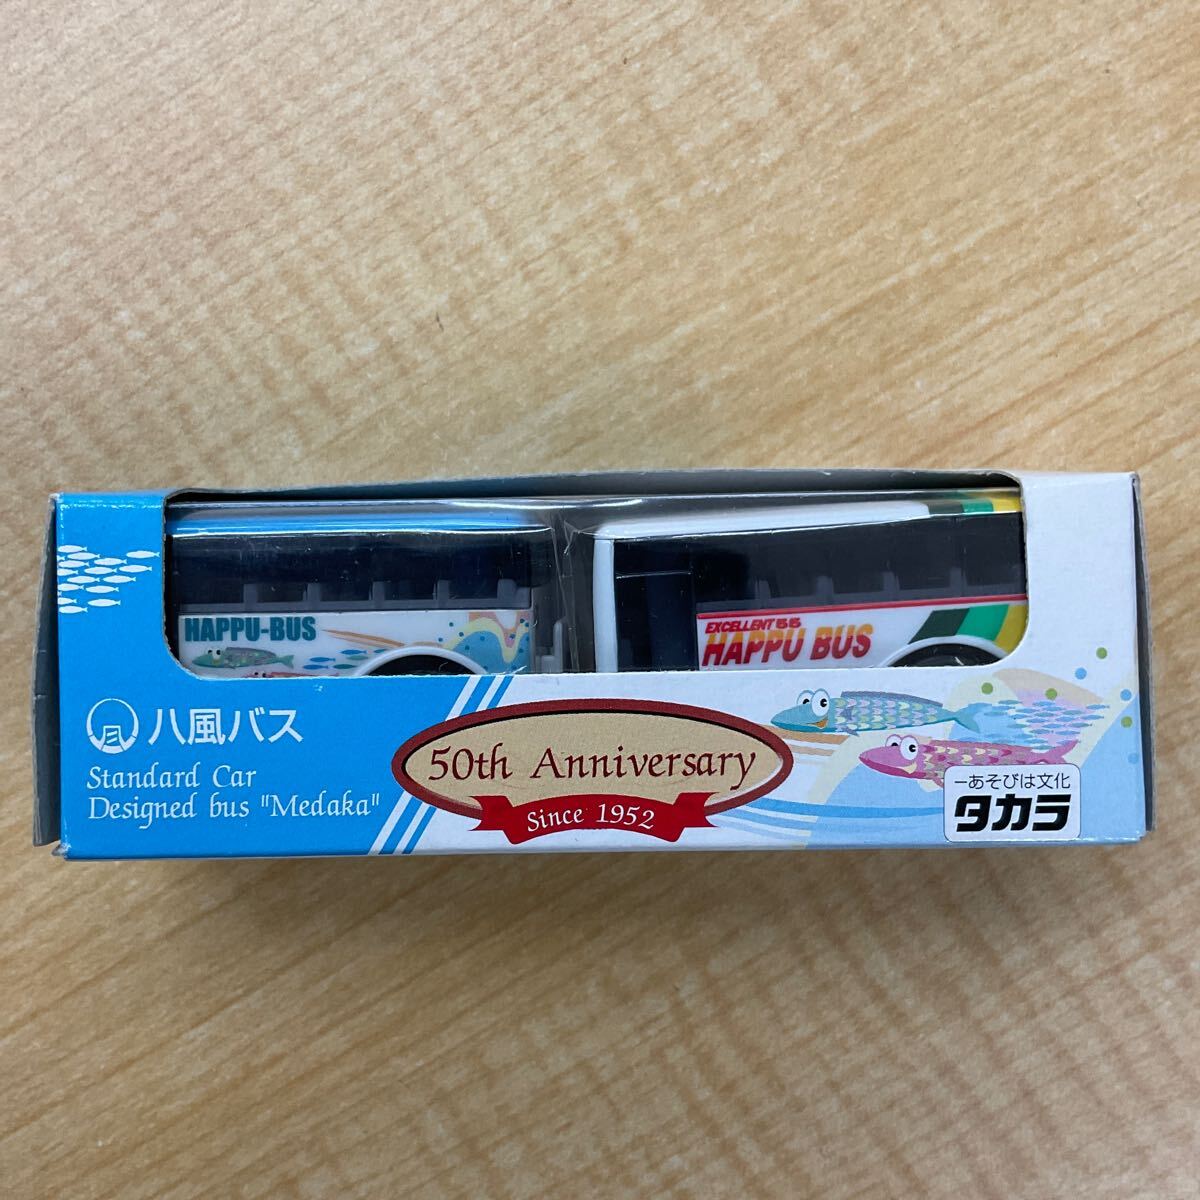 HAPPU-BUS
EXCELLENT 55
HAPPU BUS
八風バス
Standard Car
Designed bus "Medaka"
50th Anniversary
Since 1952
ーあそびは文化
タカラ